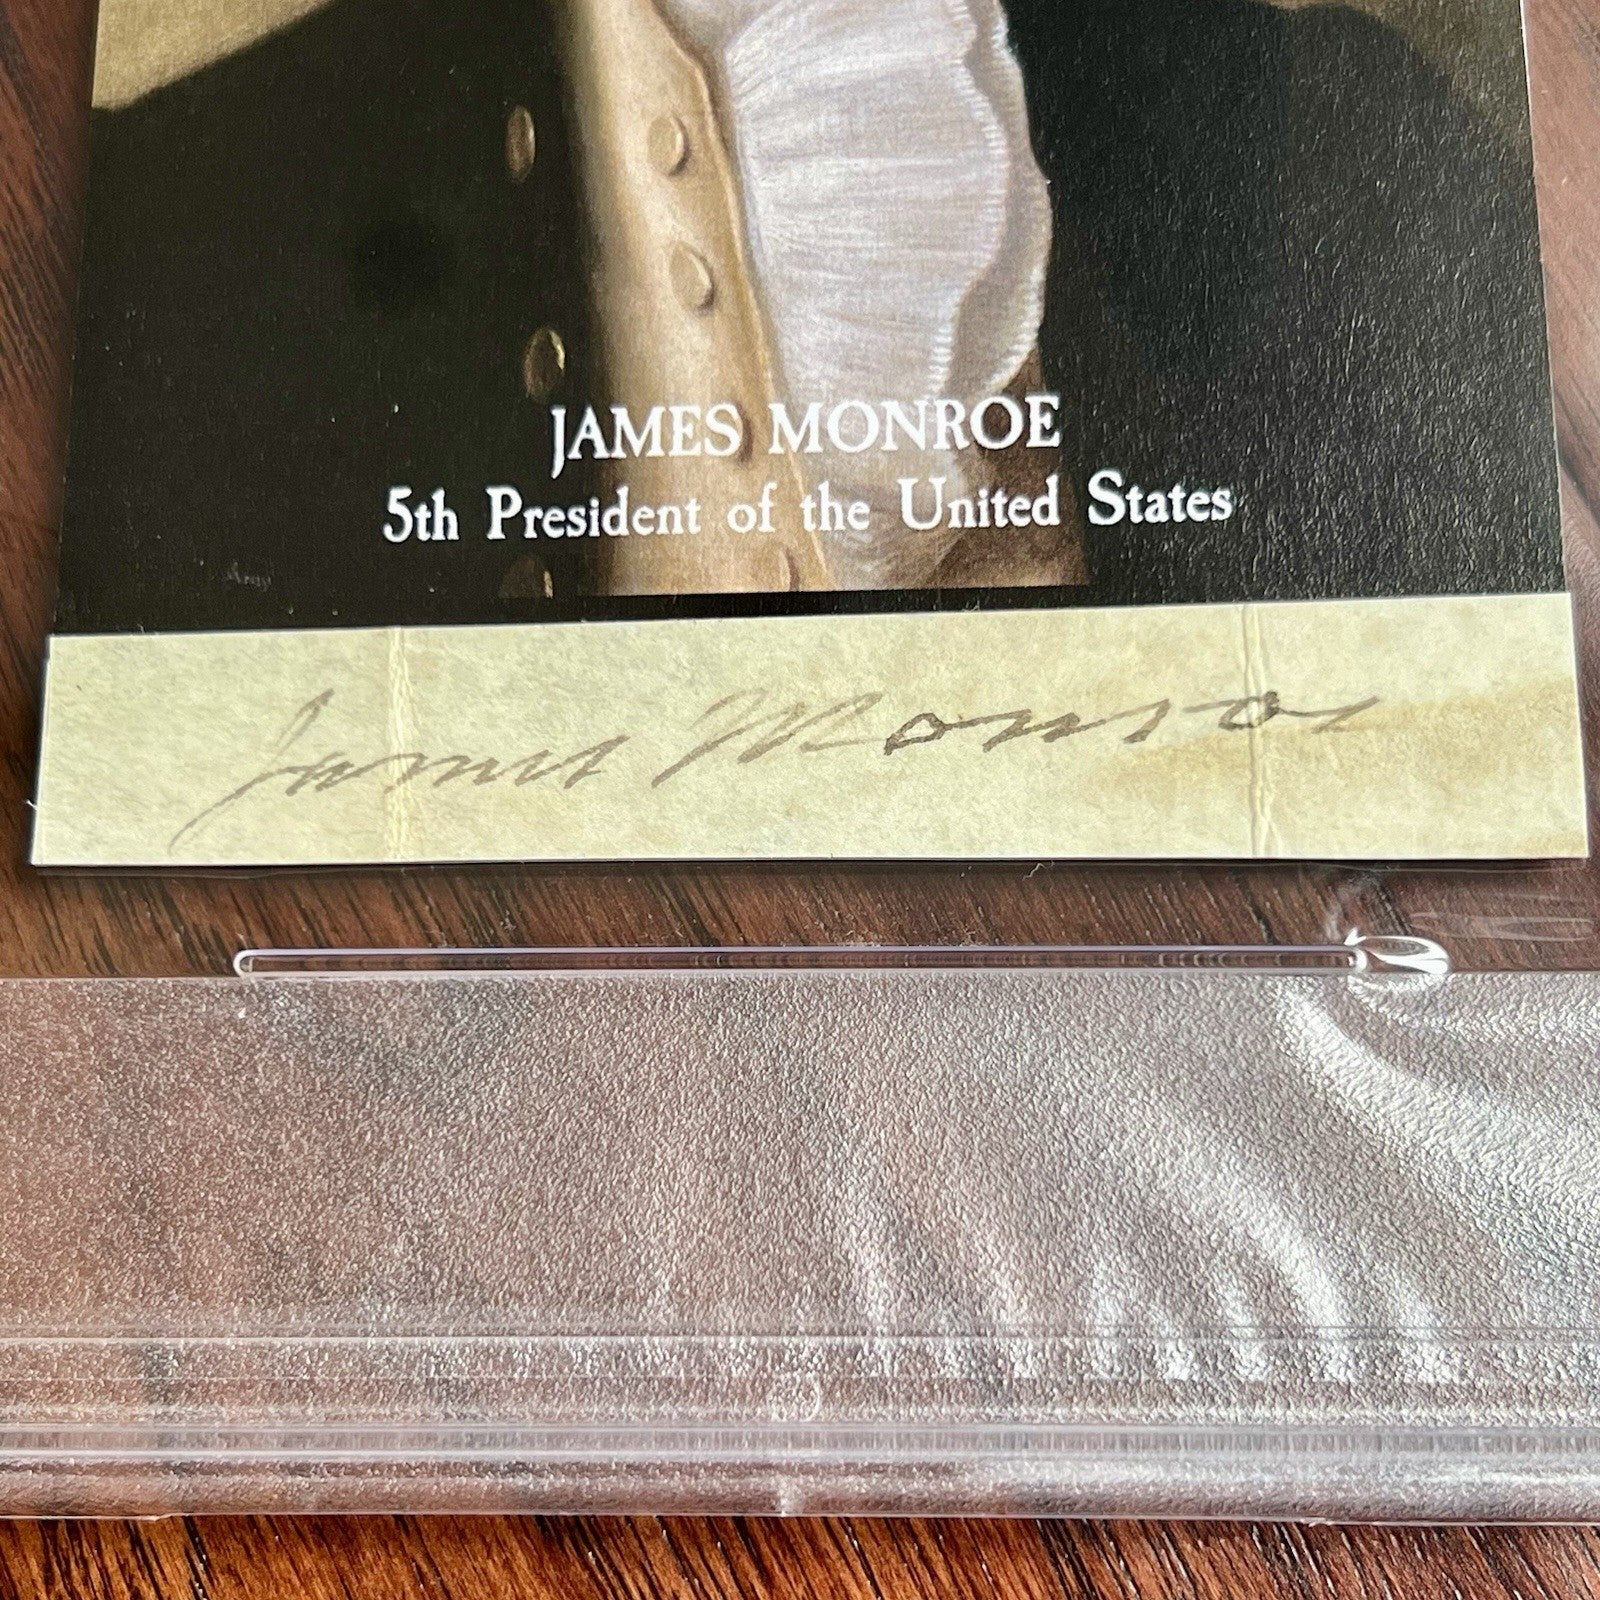 JAMES MONROE
5th President of the United States
James Monroe